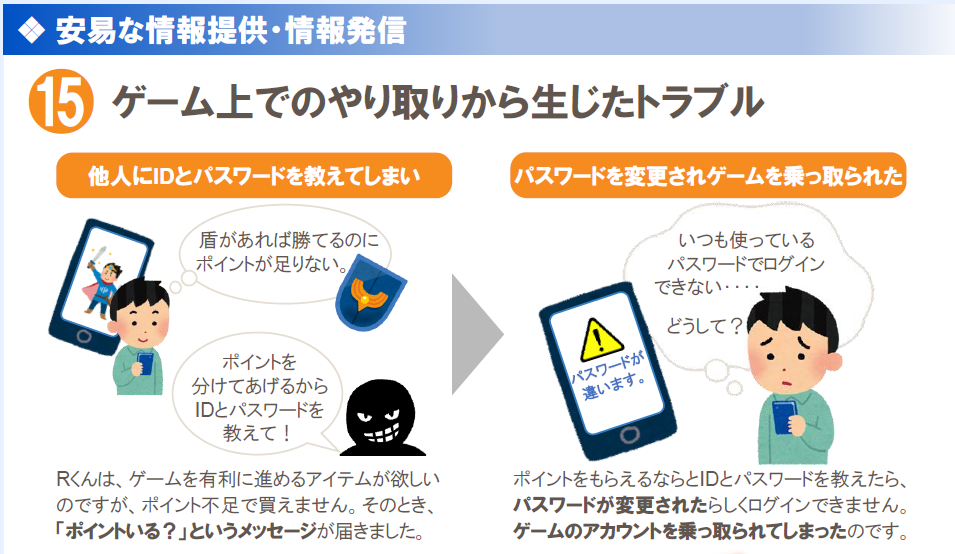 ❖ 安易な情報提供・情報発信
15 ゲーム上でのやり取りから生じたトラブル
他人にIDとパスワードを教えてしまい
盾があれば勝てるのに
ポイントが足りない。
ポイントを
分けてあげるから
IDとパスワードを
教えて！
Rくんは、ゲームを有利に進めるアイテムが欲しい
のですが、ポイント不足で買えません。そのとき、
「ポイントいる？」というメッセージが届きました。
パスワードを変更されゲームを乗っ取られた
いつも使っている
パスワードでログイン
できない・・・・
どうして？
パスワードが
違います。
ポイントをもらえるならとIDとパスワードを教えたら、
パスワードが変更されたらしくログインできません。
ゲームのアカウントを乗っ取られてしまったのです。